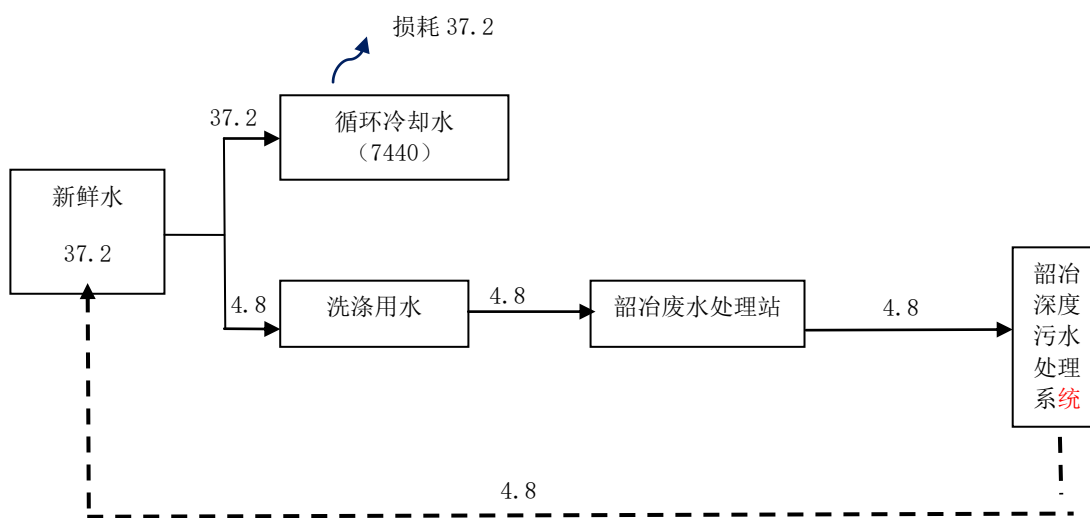 损耗 37.2
37.2
循环冷却水
（7440）
新鲜水
37.2
4.8
洗涤用水
4.8
韶冶废水处理站
4.8
韶冶
深度
污水
处理
系统
4.8